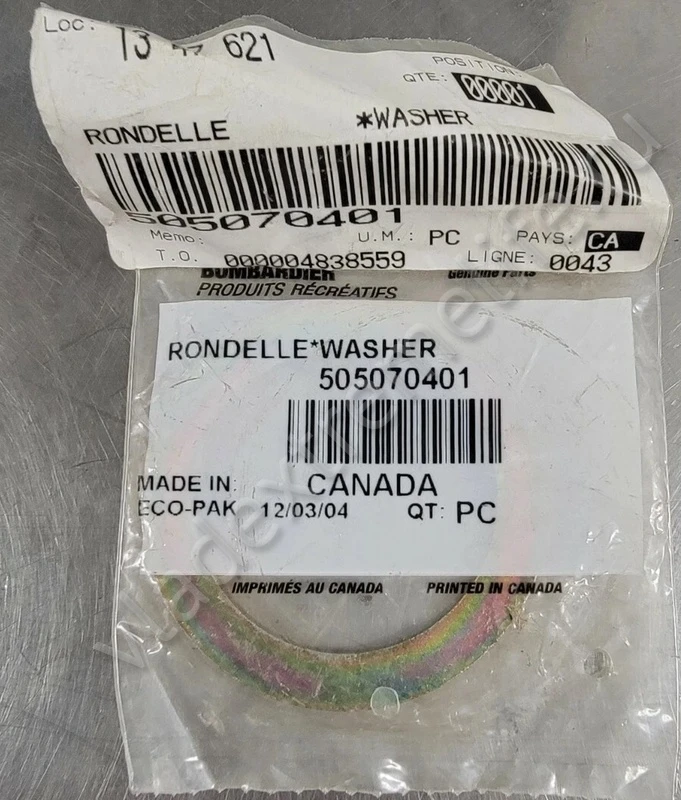 Loc. 13 621
POSITION:
QTE: 00001
RONDELLE *WASHER
505070401
Memo: U.M.: PC PAYS: CA
T.O. 000004838559 LIGNE: 0043
BOMBARDIER Genuine Parts
PRODUITS RÉCRÉATIFS
RONDELLE*WASHER
505070401
MADE IN: CANADA
ECO-PAK 12/03/04 QT: PC
IMPRIMÉS AU CANADA PRINTED IN CANADA